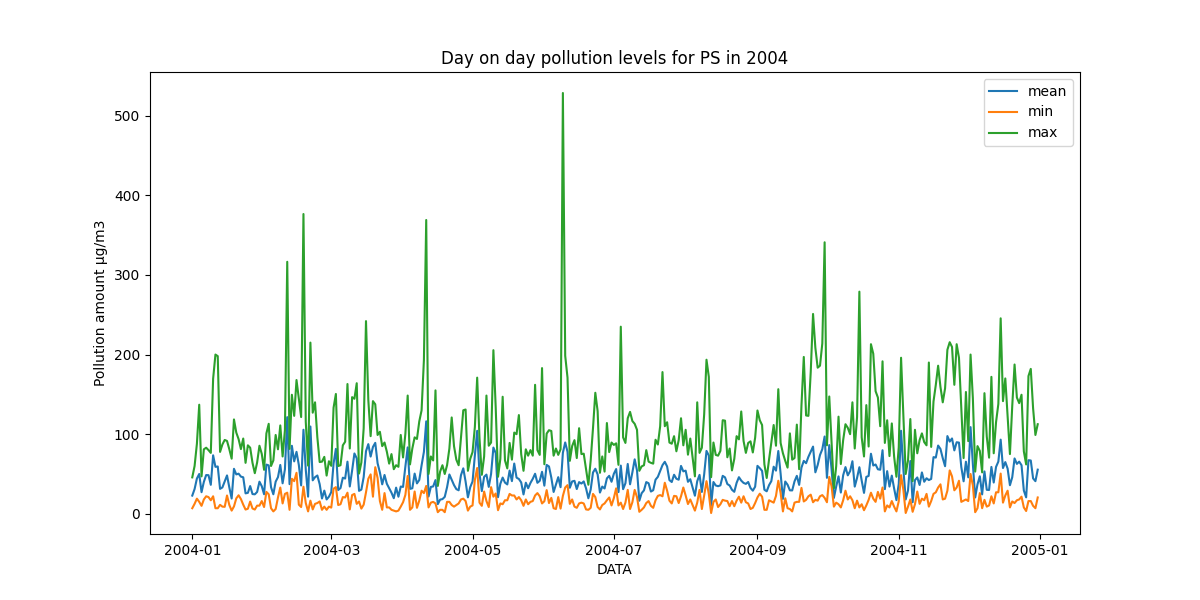 Day on day pollution levels for PS in 2004
mean
min
max
500
400
300
200
100
0
Pollution amount µg/m3
2004-01 2004-03 2004-05 2004-07 2004-09 2004-11 2005-01
DATA